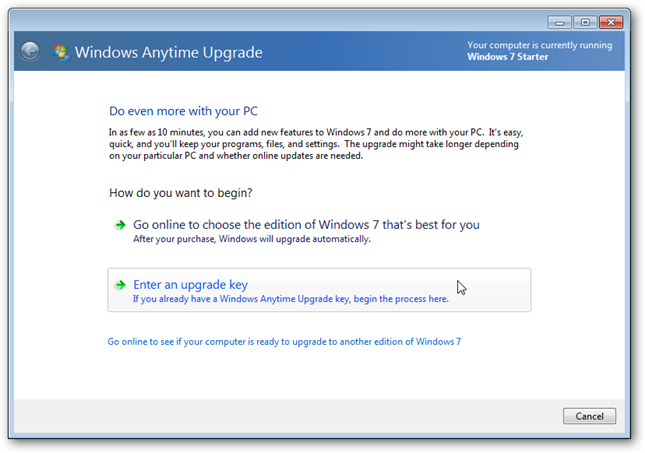 Windows Anytime Upgrade
Your computer is currently running
Windows 7 Starter
Do even more with your PC
In as few as 10 minutes, you can add new features to Windows 7 and do more with your PC.  It's easy,
quick, and you'll keep your programs, files, and settings.  The upgrade might take longer depending
on your particular PC and whether online updates are needed.
How do you want to begin?
Go online to choose the edition of Windows 7 that's best for you
After your purchase, Windows will upgrade automatically.
Enter an upgrade key
If you already have a Windows Anytime Upgrade key, begin the process here.
Go online to see if your computer is ready to upgrade to another edition of Windows 7
Cancel